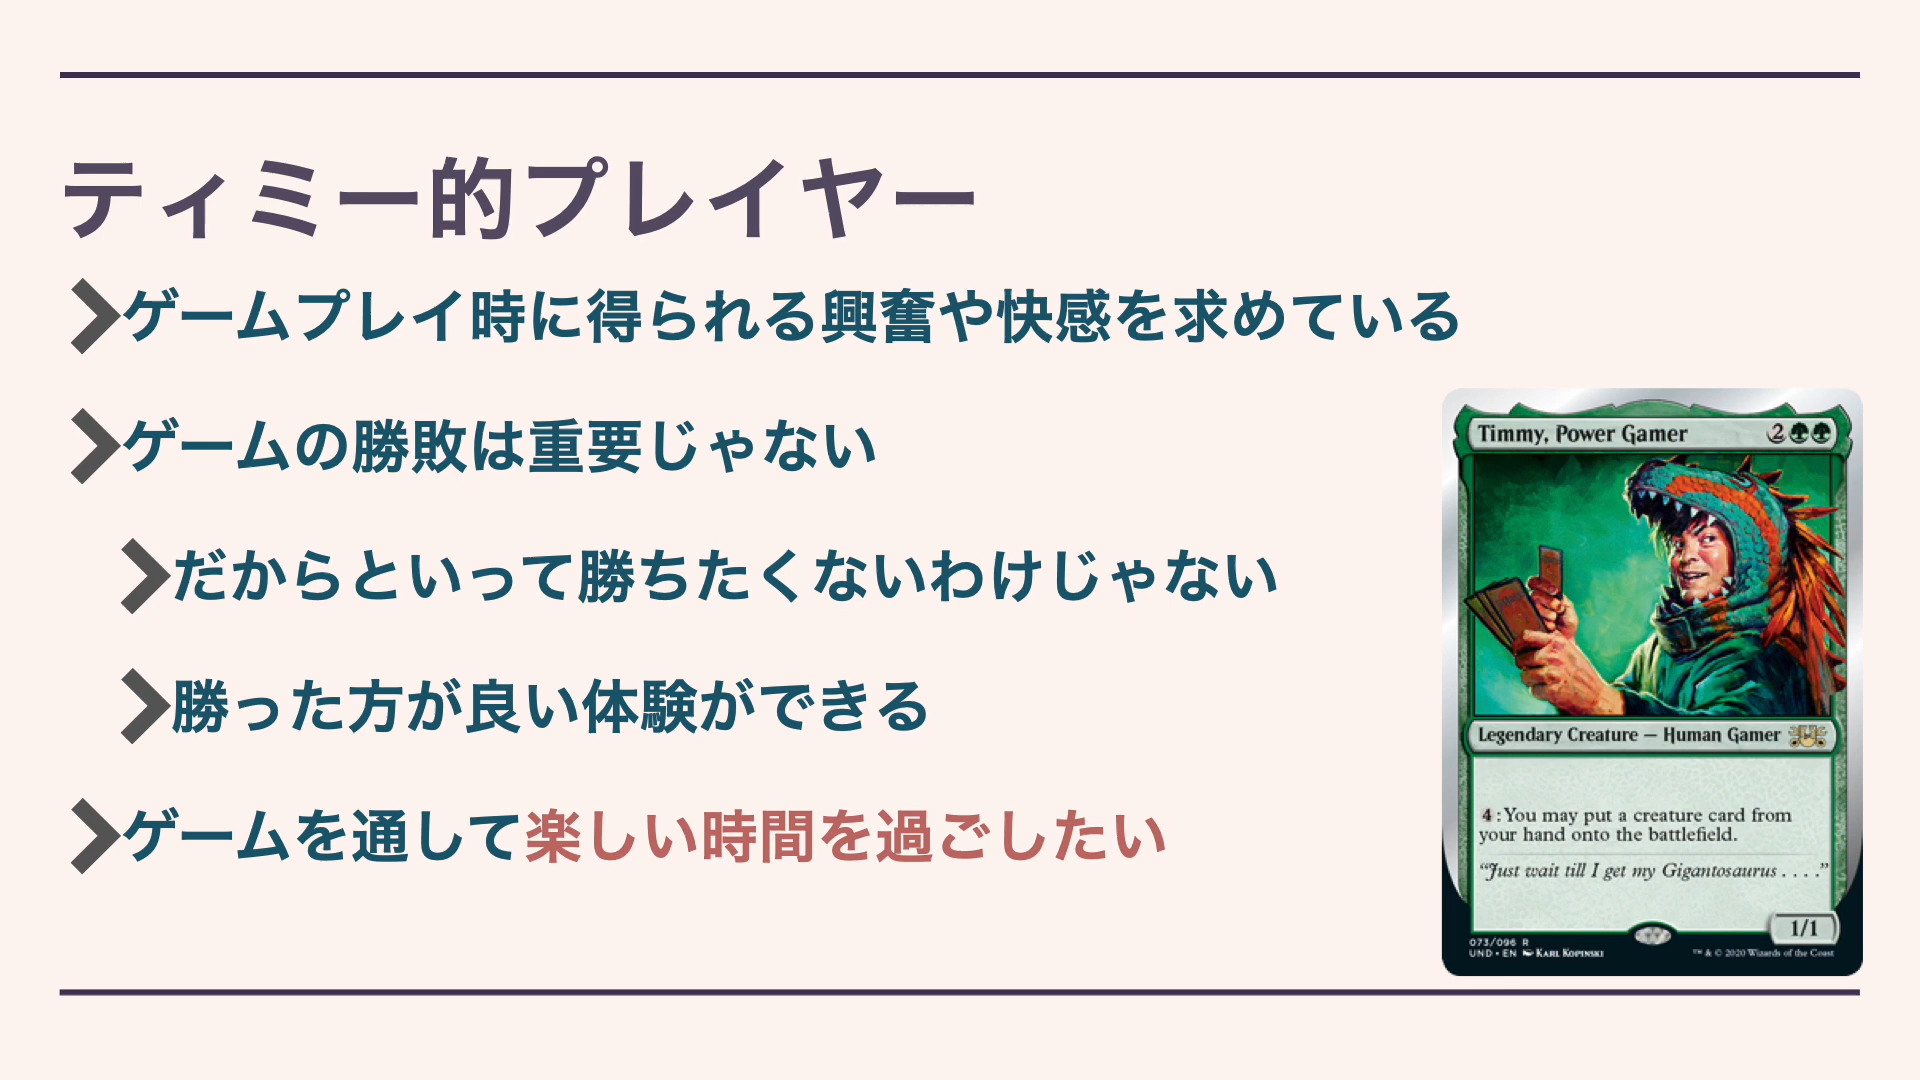 ティミー的プレイヤー
ゲームプレイ時に得られる興奮や快感を求めている
ゲームの勝敗は重要じゃない
だからといって勝ちたくないわけじゃない
勝った方が良い体験ができる
ゲームを通して楽しい時間を過ごしたい
Timmy, Power Gamer 2
Legendary Creature — Human Gamer
4: You may put a creature card from
your hand onto the battlefield.
“Just wait till I get my Gigantosaurus . . . .”
1/1
073/096 R
UND • EN Karl Kopinski
™ & © 2020 Wizards of the Coast